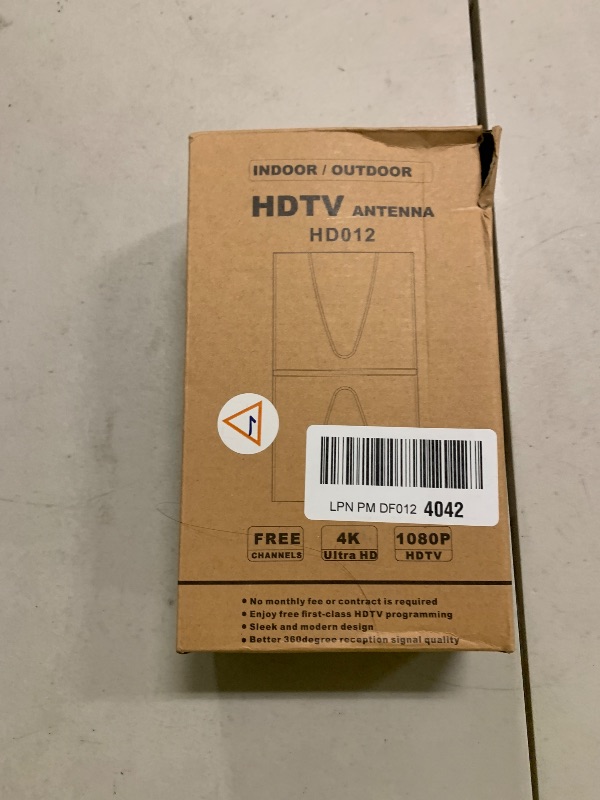 INDOOR / OUTDOOR
HDTV ANTENNA
HD012
LPN PM DF012 4042
FREE
CHANNELS
4K
Ultra HD
1080P
HDTV
• No monthly fee or contract is required
• Enjoy free first-class HDTV programming
• Sleek and modern design
• Better 360degree reception signal quality